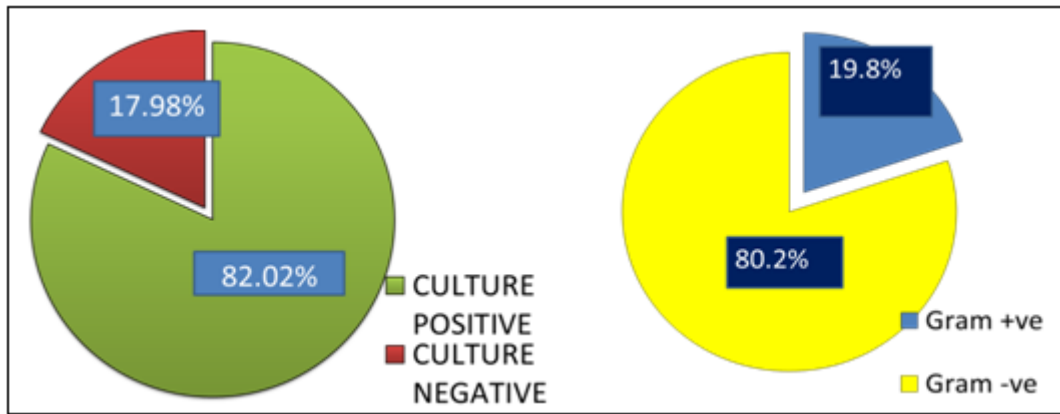 17.98%
82.02%
CULTURE
POSITIVE
CULTURE
NEGATIVE
19.8%
80.2%
Gram +ve
Gram -ve